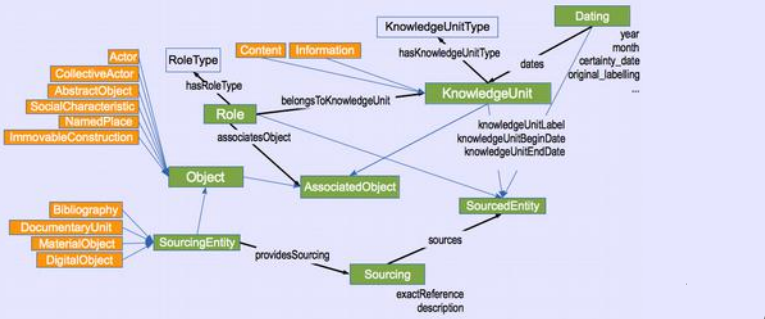 Dating
KnowledgeUnitType
year
month
certainty_date
original_labelling
...
Actor
RoleType
Content
Information
hasKnowledgeUnitType
dates
CollectiveActor
AbstractObject
SocialCharacteristic
NamedPlace
ImmovableConstruction
hasRoleType
belongsToKnowledgeUnit
KnowledgeUnit
Role
associatesObject
knowledgeUnitLabel
knowledgeUnitBeginDate
knowledgeUnitEndDate
Object
AssociatedObject
SourcedEntity
Bibliography
DocumentaryUnit
MaterialObject
DigitalObject
SourcingEntity
providesSourcing
sources
Sourcing
exactReference
description